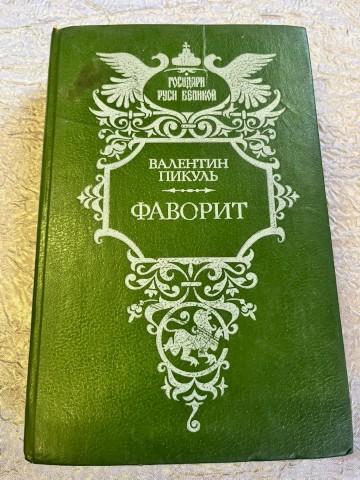 ГОСУДАРИ
РУСИ ВЕЛИКОЙ
ВАЛЕНТИН
ПИКУЛЬ
ФАВОРИТ